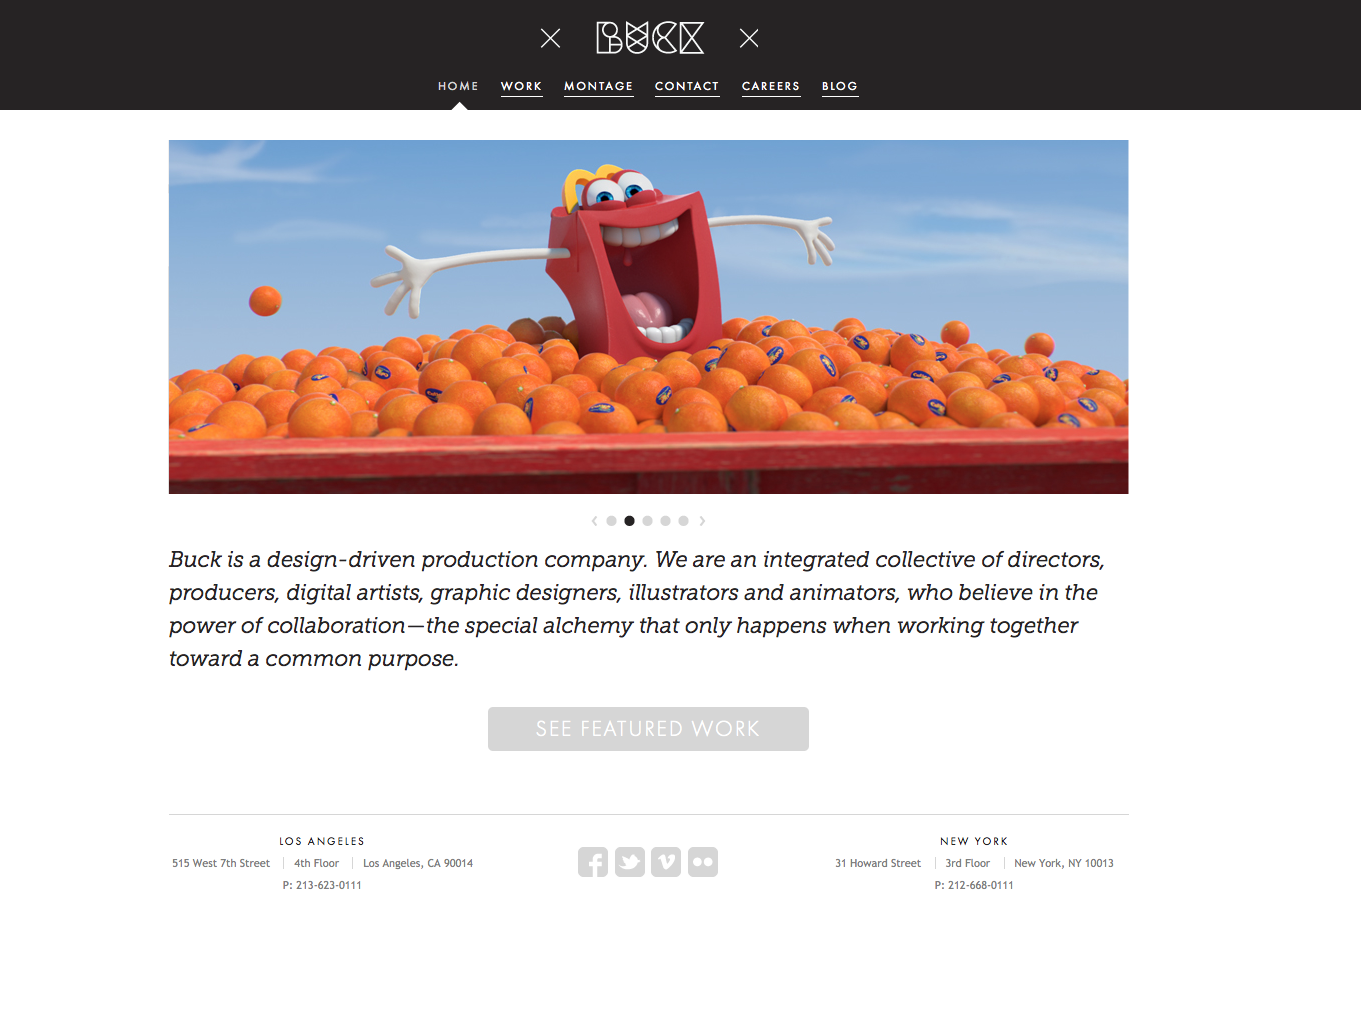 BUCK
HOME WORK MONTAGE CONTACT CAREERS BLOG
Buck is a design-driven production company. We are an integrated collective of directors,
producers, digital artists, graphic designers, illustrators and animators, who believe in the
power of collaboration—the special alchemy that only happens when working together
toward a common purpose.
SEE FEATURED WORK
LOS ANGELES
515 West 7th Street | 4th Floor | Los Angeles, CA 90014
P: 213-623-0111
NEW YORK
31 Howard Street | 3rd Floor | New York, NY 10013
P: 212-668-0111